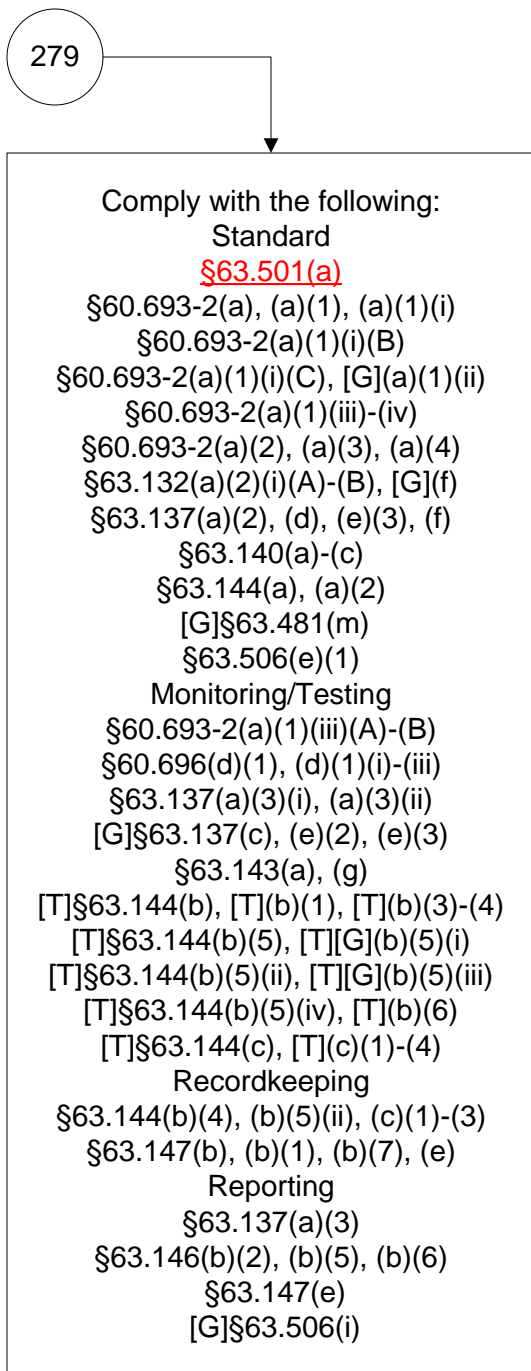 279
Comply with the following:
Standard
§63.501(a)
§60.693-2(a), (a)(1), (a)(1)(i)
§60.693-2(a)(1)(i)(B)
§60.693-2(a)(1)(i)(C), [G](a)(1)(ii)
§60.693-2(a)(1)(iii)-(iv)
§60.693-2(a)(2), (a)(3), (a)(4)
§63.132(a)(2)(i)(A)-(B), [G](f)
§63.137(a)(2), (d), (e)(3), (f)
§63.140(a)-(c)
§63.144(a), (a)(2)
[G]§63.481(m)
§63.506(e)(1)
Monitoring/Testing
§60.693-2(a)(1)(iii)(A)-(B)
§60.696(d)(1), (d)(1)(i)-(iii)
§63.137(a)(3)(i), (a)(3)(ii)
[G]§63.137(c), (e)(2), (e)(3)
§63.143(a), (g)
[T]§63.144(b), [T](b)(1), [T](b)(3)-(4)
[T]§63.144(b)(5), [T][G](b)(5)(i)
[T]§63.144(b)(5)(ii), [T][G](b)(5)(iii)
[T]§63.144(b)(5)(iv), [T](b)(6)
[T]§63.144(c), [T](c)(1)-(4)
Recordkeeping
§63.144(b)(4), (b)(5)(ii), (c)(1)-(3)
§63.147(b), (b)(1), (b)(7), (e)
Reporting
§63.137(a)(3)
§63.146(b)(2), (b)(5), (b)(6)
§63.147(e)
[G]§63.506(i)